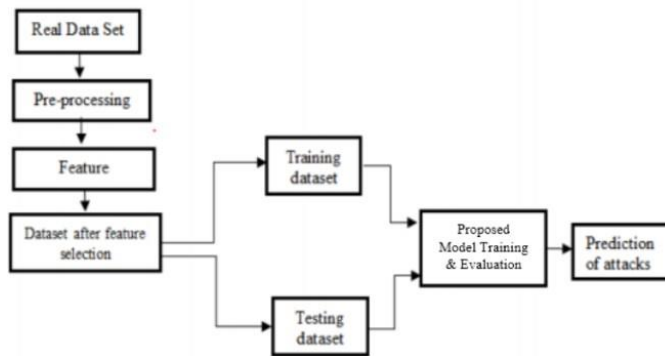 Real Data Set
Pre-processing
Feature
Dataset after feature
selection
Training
dataset
Testing
dataset
Proposed
Model Training
& Evaluation
Prediction
of attacks